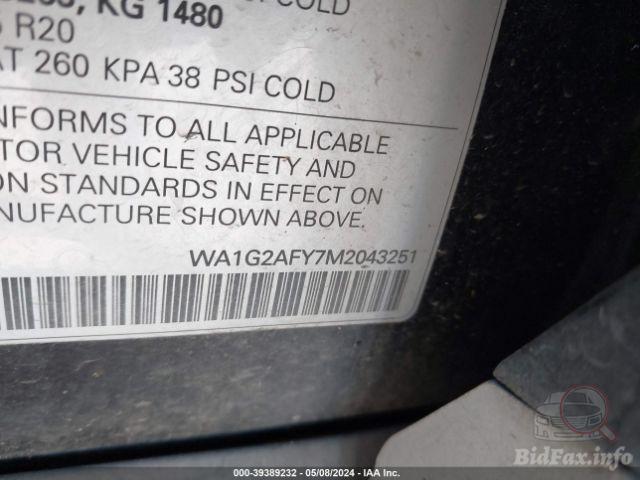 COLD
KG 1480
R20
260 KPA 38 PSI COLD
NFORMS TO ALL APPLICABLE
TOR VEHICLE SAFETY AND
ON STANDARDS IN EFFECT ON
NUFACTURE SHOWN ABOVE.
WA1G2AFY7M2043251
BidFax.info
000-39389232 - 05/08/2024 - IAA Inc.